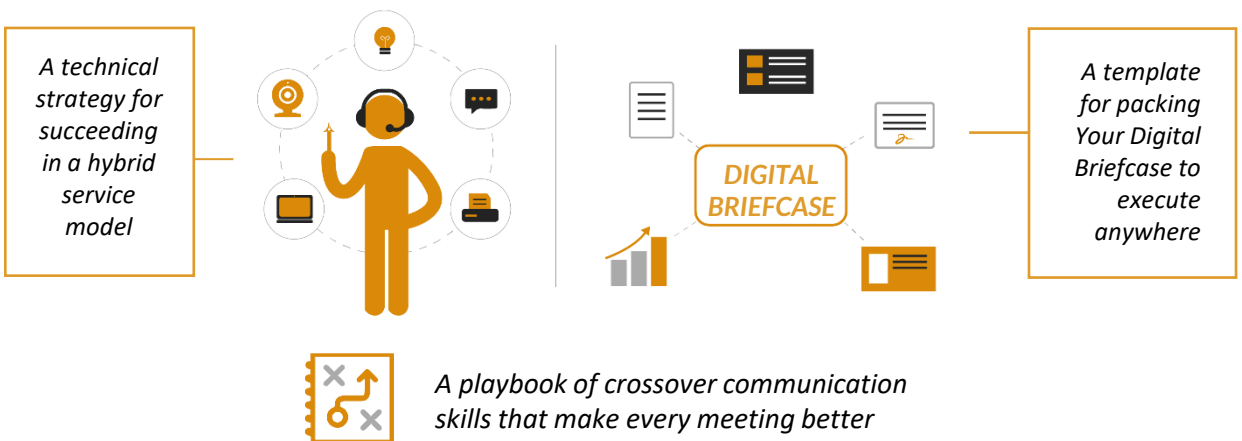 A technical
strategy for
succeeding
in a hybrid
service
model
DIGITAL
BRIEFCASE
A template
for packing
Your Digital
Briefcase to
execute
anywhere
A playbook of crossover communication
skills that make every meeting better